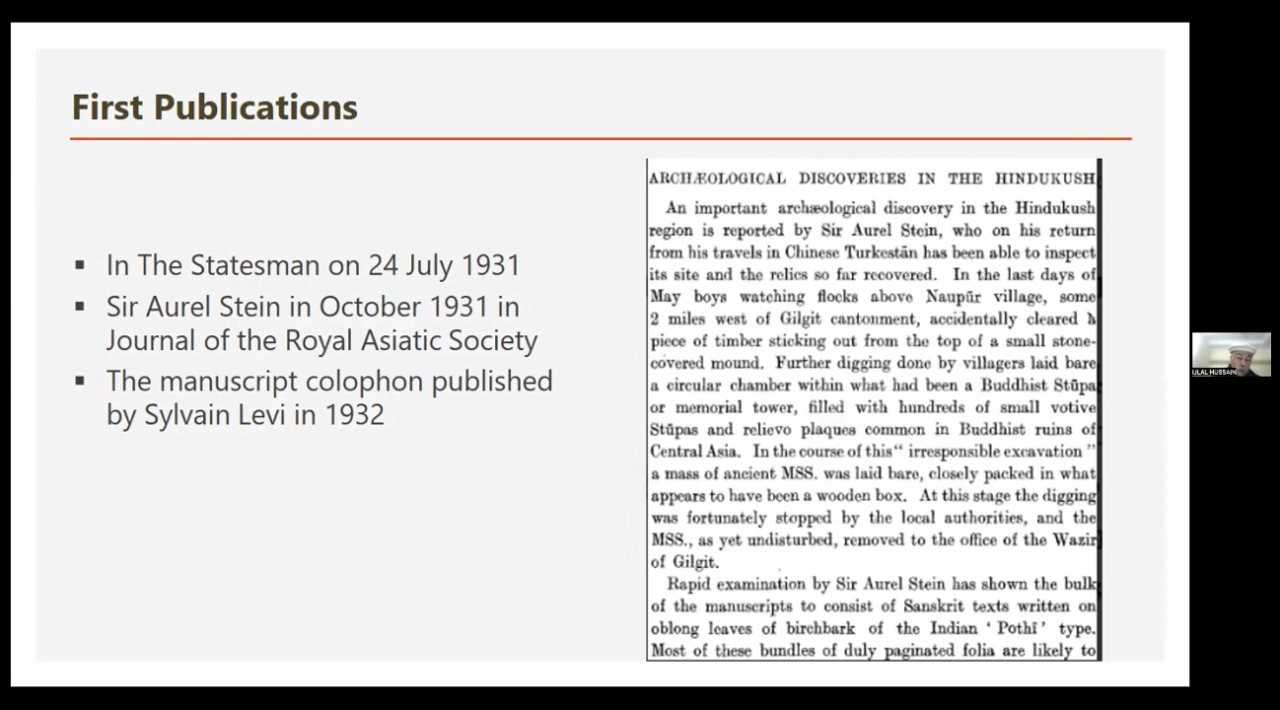 First Publications
▪ In The Statesman on 24 July 1931
▪ Sir Aurel Stein in October 1931 in
Journal of the Royal Asiatic Society
▪ The manuscript colophon published
by Sylvain Levi in 1932
ARCHÆOLOGICAL DISCOVERIES IN THE HINDUKUSH
An important archæological discovery in the Hindukush
region is reported by Sir Aurel Stein, who on his return
from his travels in Chinese Turkestān has been able to inspect
its site and the relics so far recovered. In the last days of
May boys watching flocks above Naupūr village, some
2 miles west of Gilgit cantonment, accidentally cleared a
piece of timber sticking out from the top of a small stone-
covered mound. Further digging done by villagers laid bare
a circular chamber within what had been a Buddhist Stūpa
or memorial tower, filled with hundreds of small votive
Stūpas and relievo plaques common in Buddhist ruins of
Central Asia. In the course of this “ irresponsible excavation ”
a mass of ancient MSS. was laid bare, closely packed in what
appears to have been a wooden box. At this stage the digging
was fortunately stopped by the local authorities, and the
MSS., as yet undisturbed, removed to the office of the Wazir
of Gilgit.
Rapid examination by Sir Aurel Stein has shown the bulk
of the manuscripts to consist of Sanskrit texts written on
oblong leaves of birchbark of the Indian ‘ Pothī ’ type.
Most of these bundles of duly paginated folia are likely to
HUSSAIN